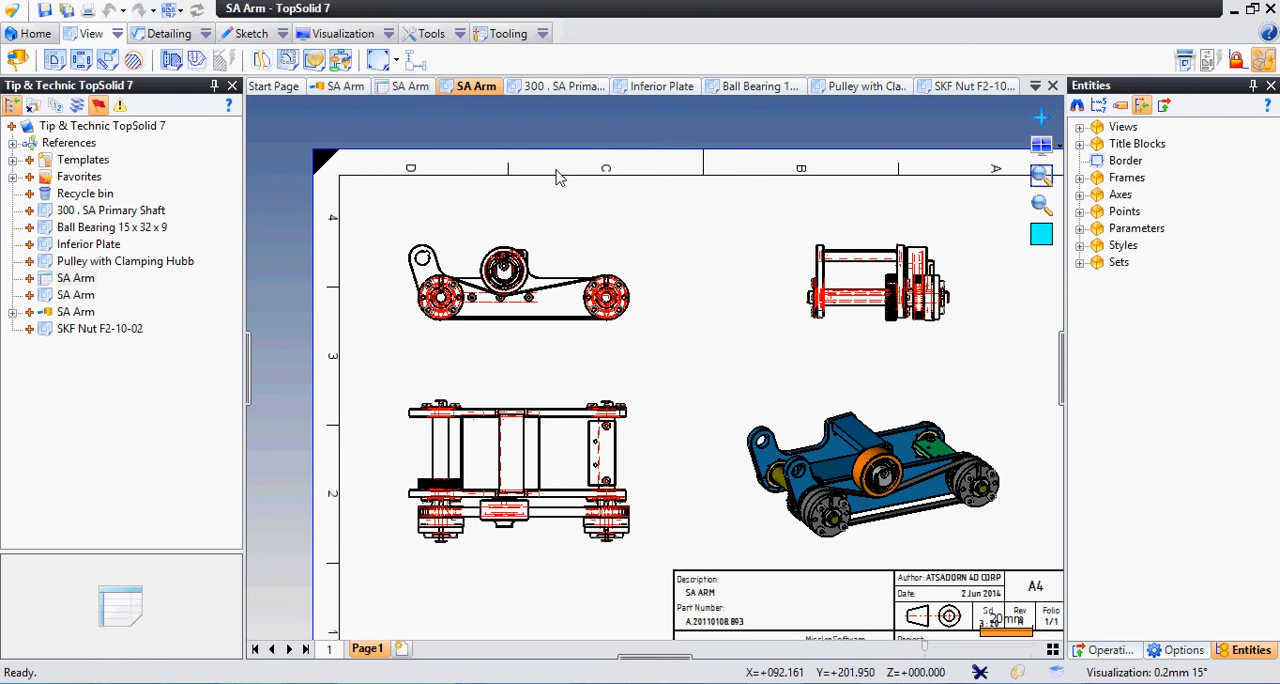 SA Arm - TopSolid 7
Home View Detailing Sketch Visualization Tools Tooling
Tip & Technic TopSolid 7
Start Page SA Arm SA Arm SA Arm 300 . SA Prima... Inferior Plate Ball Bearing 1... Pulley with Cla.. SKF Nut F2-10...
Entities
Tip & Technic TopSolid 7
References
Templates
Favorites
Recycle bin
300 . SA Primary Shaft
Ball Bearing 15 x 32 x 9
Inferior Plate
Pulley with Clamping Hubb
SA Arm
SA Arm
SA Arm
SKF Nut F2-10-02
D C B A
4
3
2
1
Description:
SA ARM
Part Number:
A.20110108.893
Author: ATSADORN 4D CORP
Date: 2 Jun 2014
A4
Rev
Folio
1/1
20mm
Views
Title Blocks
Border
Frames
Axes
Points
Parameters
Styles
Sets
1 Page1
Operati... Options Entities
Ready.
X=+092.161 Y=+201.950 Z=+000.000 Visualization: 0.2mm 15°